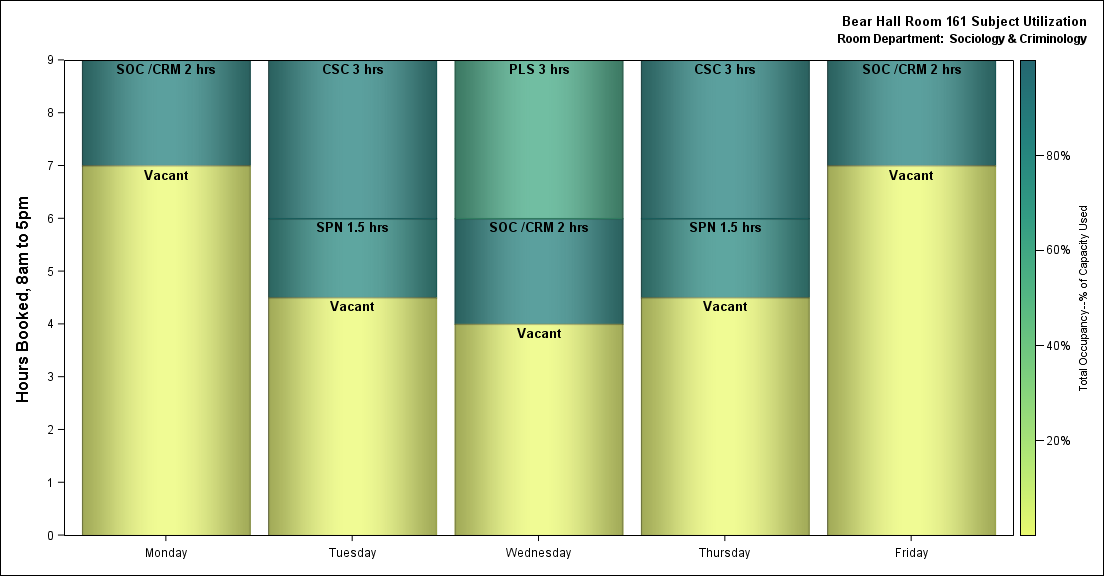 Bear Hall Room 161 Subject Utilization
Room Department:  Sociology & Criminology
Hours Booked, 8am to 5pm
9
8
7
6
5
4
3
2
1
0
SOC /CRM 2 hrs
Vacant
CSC 3 hrs
SPN 1.5 hrs
Vacant
PLS 3 hrs
SOC /CRM 2 hrs
Vacant
CSC 3 hrs
SPN 1.5 hrs
Vacant
SOC /CRM 2 hrs
Vacant
Monday
Tuesday
Wednesday
Thursday
Friday
80%
60%
40%
20%
Total Occupancy--% of Capacity Used